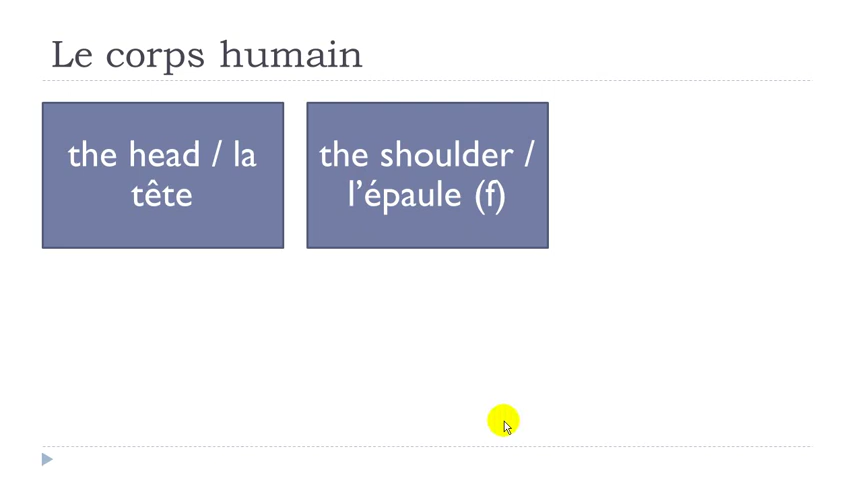 Le corps humain
the head / la
tête
the shoulder /
l’épaule (f)